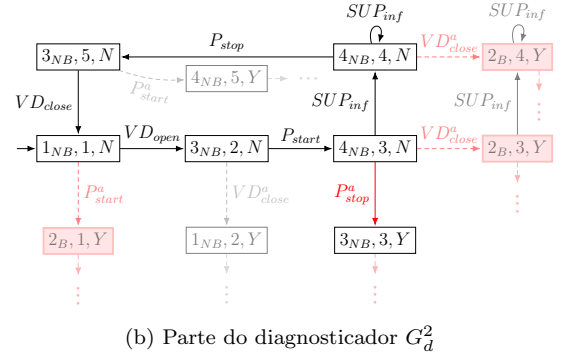 SUP_inf SUP_inf
3_NB, 5, N P_stop 4_NB, 4, N VD^a_close 2_B, 4, Y
P^a_start 4_NB, 5, Y ...
VD_close SUP_inf SUP_inf
1_NB, 1, N VD_open 3_NB, 2, N P_start 4_NB, 3, N VD^a_close 2_B, 3, Y
P^a_start VD^a_close P^a_stop
2_B, 1, Y 1_NB, 2, Y 3_NB, 3, Y
(b) Parte do diagnosticador G^2_d